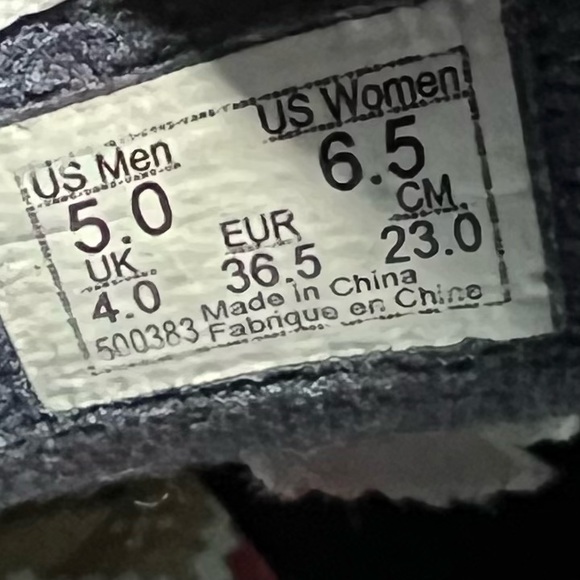 US Men US Women
5.0 6.5
UK EUR CM
4.0 36.5 23.0
500383 Made in China
Fabrique en Chine